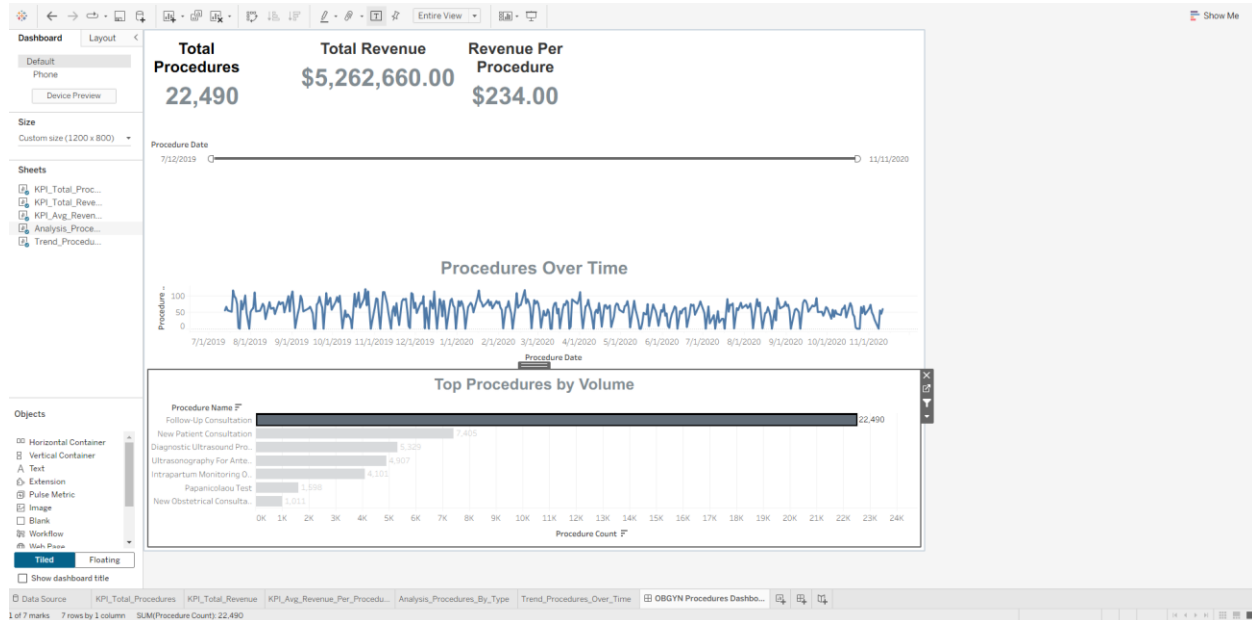 Entire View
Show Me
Dashboard
Layout
Default
Phone
Device Preview
Size
Custom size (1200 x 800)
Sheets
KPI_Total_Proc...
KPI_Total_Reve...
KPI_Avg_Reven...
Analysis_Proce...
Trend_Procedu...
Objects
Horizontal Container
Vertical Container
Text
Extension
Pulse Metric
Image
Blank
Workflow
Web Page
Tiled
Floating
Show dashboard title
Total
Procedures
22,490
Total Revenue
$5,262,660.00
Revenue Per
Procedure
$234.00
Procedure Date
7/12/2019
11/11/2020
Procedures Over Time
Procedure ..
100
50
0
7/1/2019 8/1/2019 9/1/2019 10/1/2019 11/1/2019 12/1/2019 1/1/2020 2/1/2020 3/1/2020 4/1/2020 5/1/2020 6/1/2020 7/1/2020 8/1/2020 9/1/2020 10/1/2020 11/1/2020
Procedure Date
Top Procedures by Volume
Procedure Name
Follow-Up Consultation 22,490
New Patient Consultation 7,405
Diagnostic Ultrasound Pro.. 5,329
Ultrasonography For Ante.. 4,907
Intrapartum Monitoring O.. 4,101
Papanicolaou Test
New Obstetrical Consulta.. 1,011
0K 1K 2K 3K 4K 5K 6K 7K 8K 9K 10K 11K 12K 13K 14K 15K 16K 17K 18K 19K 20K 21K 22K 23K 24K
Procedure Count
Data Source
KPI_Total_Procedures
KPI_Total_Revenue
KPI_Avg_Revenue_Per_Procedu...
Analysis_Procedures_By_Type
Trend_Procedures_Over_Time
OBGYN Procedures Dashbo...
1 of 7 marks 7 rows by 1 column SUM(Procedure Count): 22,490